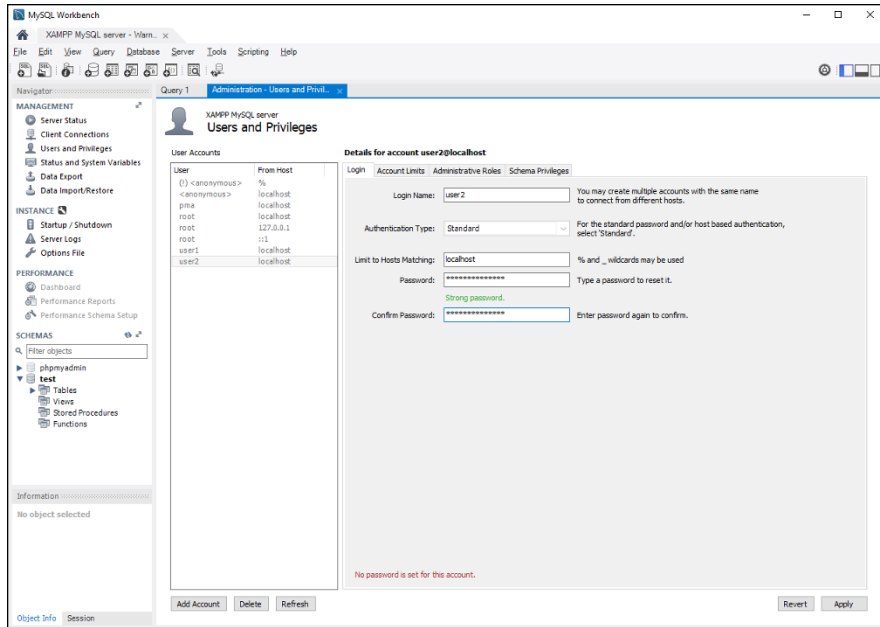 MySQL Workbench
XAMPP MySQL server - Warn... ×
File Edit View Query Database Server Tools Scripting Help
Navigator
Query 1
Administration - Users and Privil... ×
MANAGEMENT
Server Status
Client Connections
Users and Privileges
Status and System Variables
Data Export
Data Import/Restore
INSTANCE
Startup / Shutdown
Server Logs
Options File
PERFORMANCE
Dashboard
Performance Reports
Performance Schema Setup
SCHEMAS
Filter objects
phpmyadmin
test
Tables
Views
Stored Procedures
Functions
Information
No object selected
Object Info Session
XAMPP MySQL server
Users and Privileges
User Accounts
User From Host
(!) <anonymous> %
<anonymous> localhost
pma localhost
root localhost
root 127.0.0.1
root ::1
user1 localhost
user2 localhost
Add Account Delete Refresh
Details for account user2@localhost
Login Account Limits Administrative Roles Schema Privileges
Login Name: user2 You may create multiple accounts with the same name
to connect from different hosts.
Authentication Type: Standard For the standard password and/or host based authentication,
select 'Standard'.
Limit to Hosts Matching: localhost % and _ wildcards may be used
Password: ************** Type a password to reset it.
Strong password.
Confirm Password: ************** Enter password again to confirm.
No password is set for this account.
Revert Apply